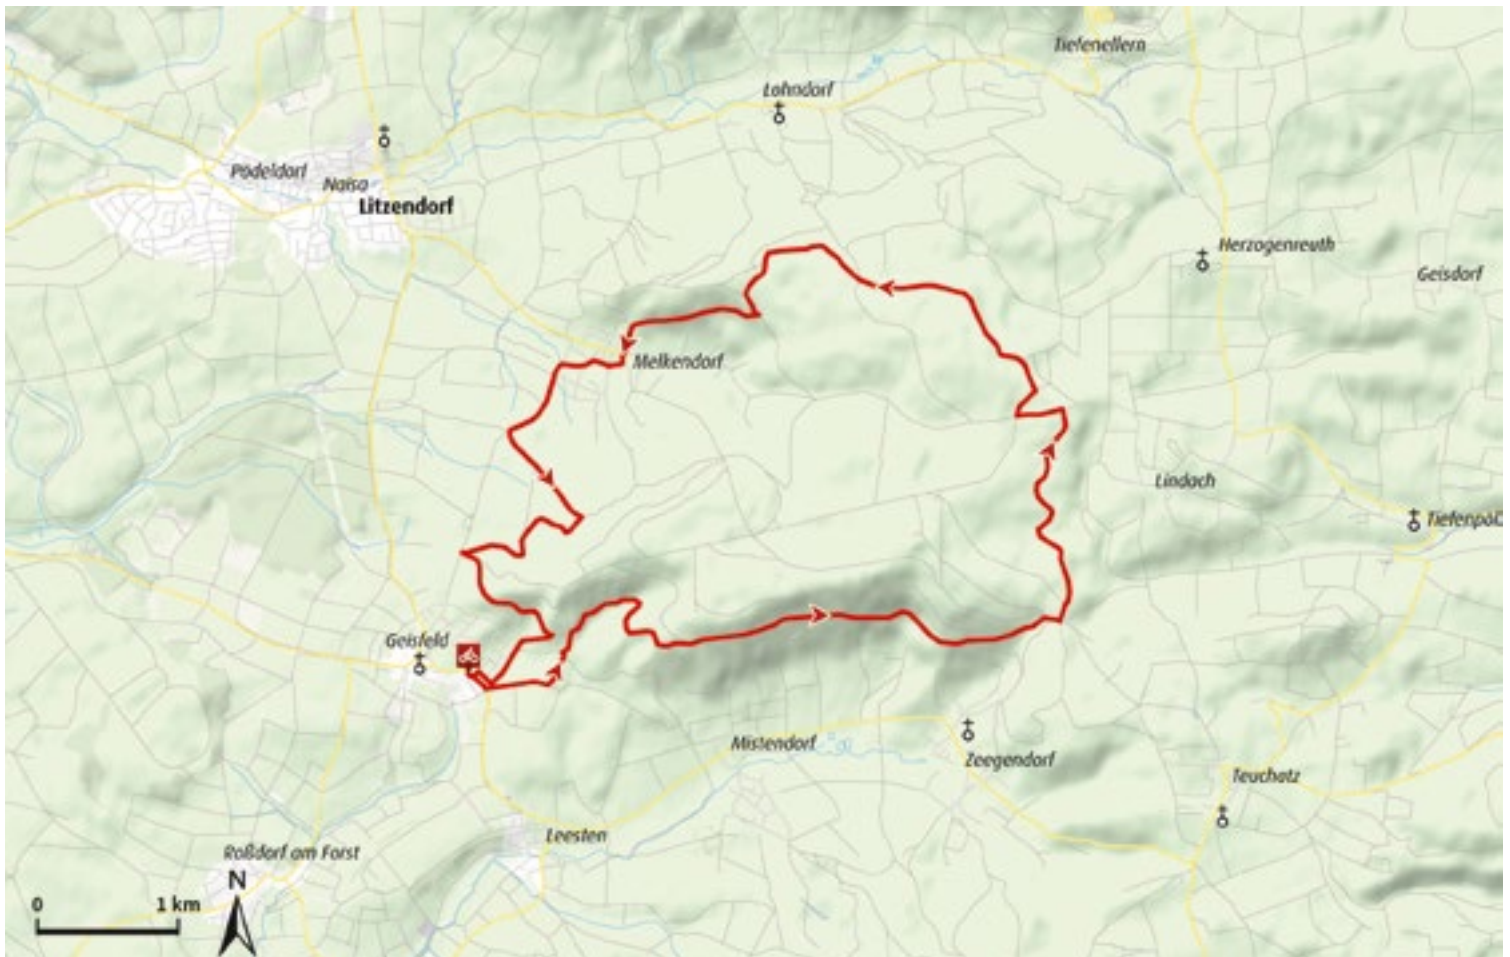 Tiefenellern
Lohndorf
Pödeldorf
Naisa
Litzendorf
Herzogenreuth
Geisdorf
Melkendorf
Lindach
Tiefenpöl
Geisfeld
Mistendorf
Zeegendorf
Teuchatz
Leesten
Roßdorf am Forst
N
0 1 km